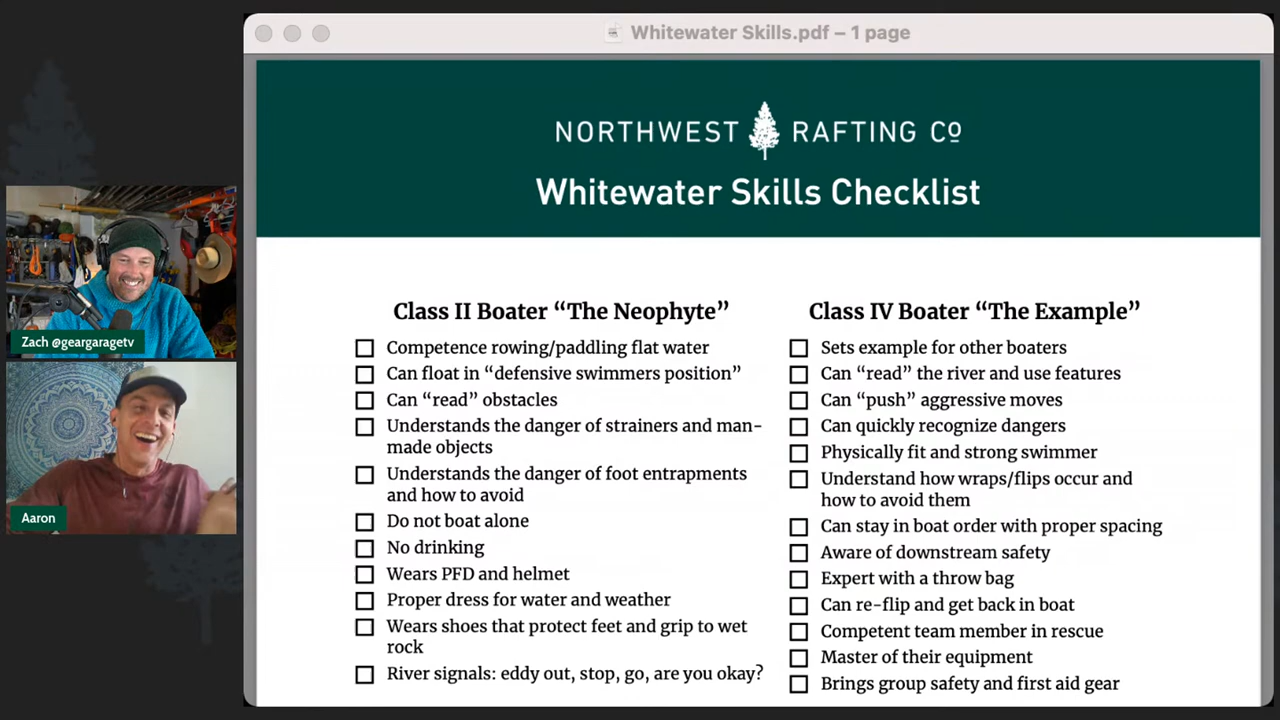 Whitewater Skills.pdf – 1 page
NORTHWEST RAFTING Co
Whitewater Skills Checklist
Zach @geargaragetv
Aaron
Class II Boater “The Neophyte”
Competence rowing/paddling flat water
Can float in “defensive swimmers position”
Can “read” obstacles
Understands the danger of strainers and man-
made objects
Understands the danger of foot entrapments
and how to avoid
Do not boat alone
No drinking
Wears PFD and helmet
Proper dress for water and weather
Wears shoes that protect feet and grip to wet
rock
River signals: eddy out, stop, go, are you okay?
Class IV Boater “The Example”
Sets example for other boaters
Can “read” the river and use features
Can “push” aggressive moves
Can quickly recognize dangers
Physically fit and strong swimmer
Understand how wraps/flips occur and
how to avoid them
Can stay in boat order with proper spacing
Aware of downstream safety
Expert with a throw bag
Can re-flip and get back in boat
Competent team member in rescue
Master of their equipment
Brings group safety and first aid gear